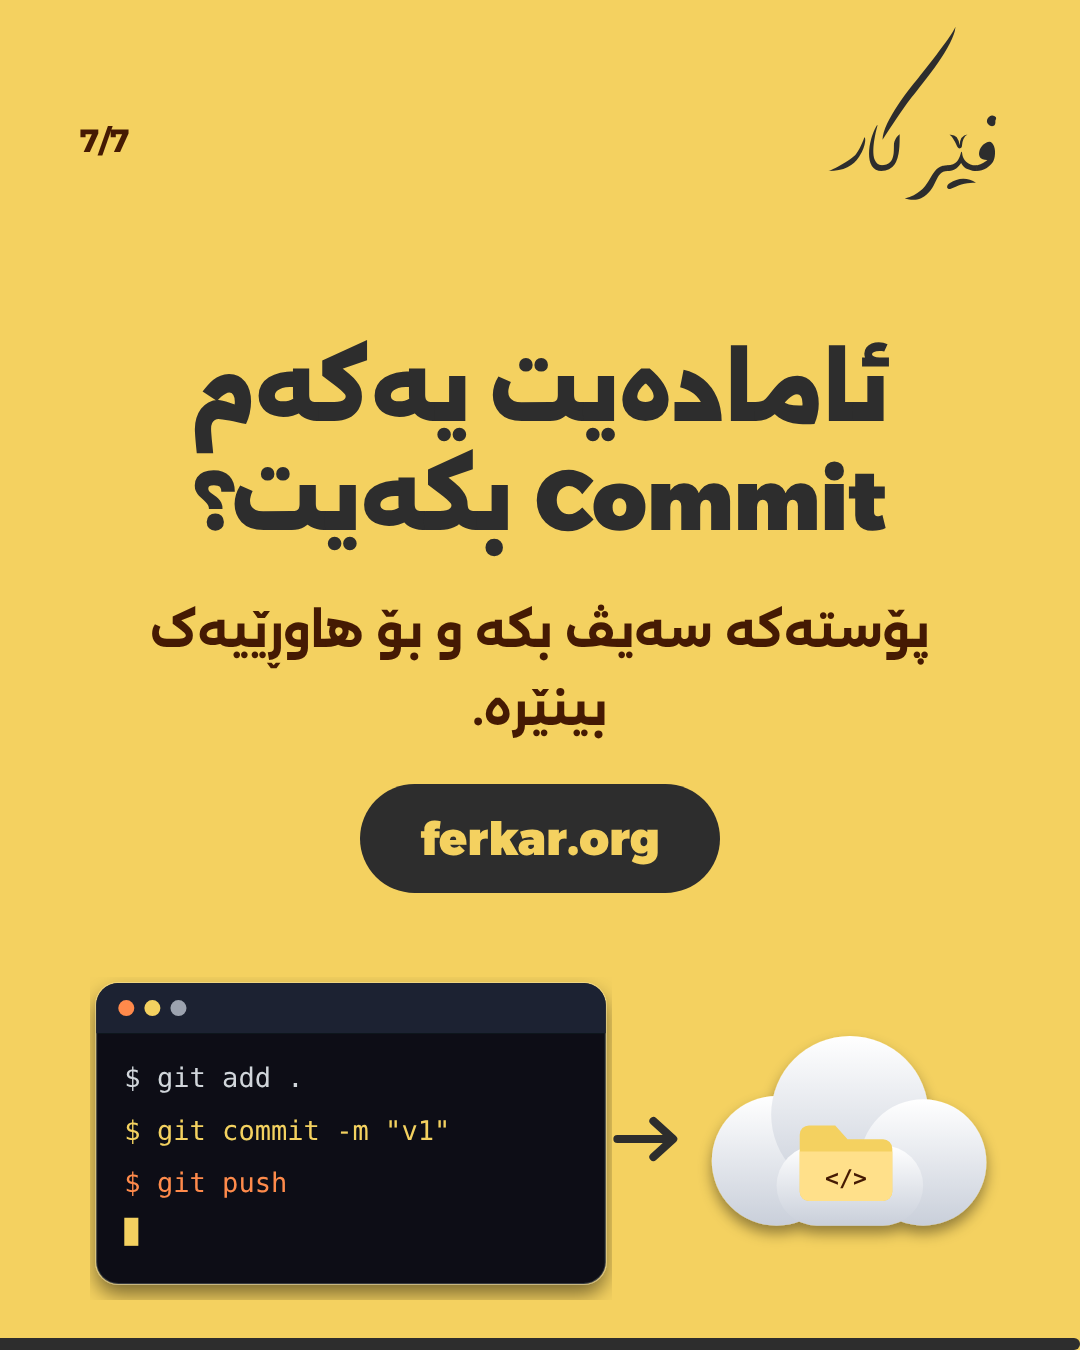 7/7
فێرکار
ئامادەیت یەکەم
Commit بکەیت؟
پۆستەکە سەیڤ بکە و بۆ هاوڕێیەک
بینێرە.
ferkar.org
$ git add .
$ git commit -m "v1"
$ git push
</>